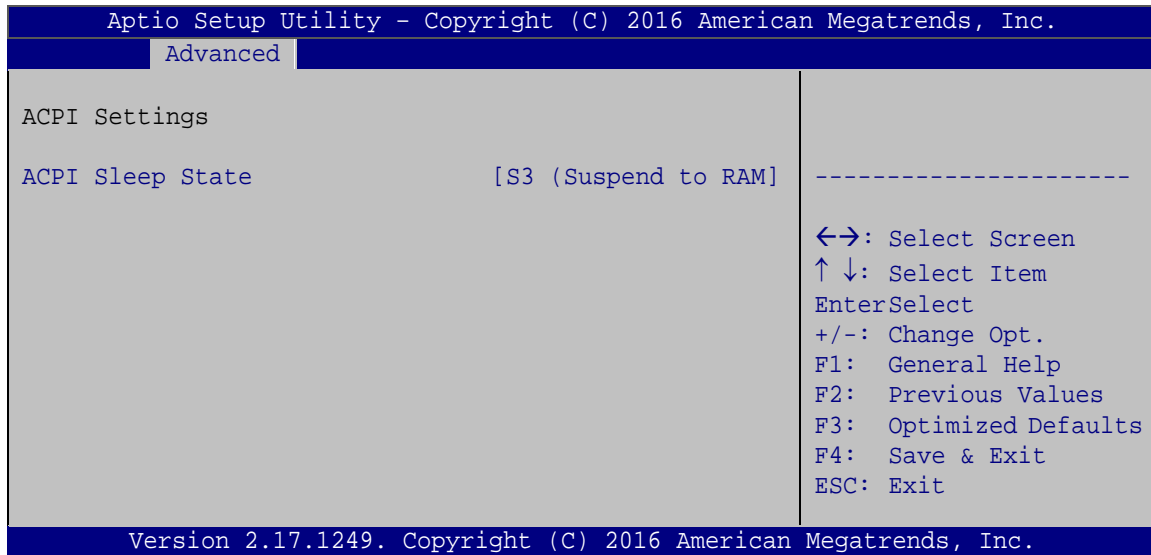 Aptio Setup Utility – Copyright (C) 2016 American Megatrends, Inc.
Advanced
ACPI Settings
ACPI Sleep State [S3 (Suspend to RAM]
----------------------
←→: Select Screen
↑ ↓: Select Item
EnterSelect
+/-: Change Opt.
F1: General Help
F2: Previous Values
F3: Optimized Defaults
F4: Save & Exit
ESC: Exit
Version 2.17.1249. Copyright (C) 2016 American Megatrends, Inc.